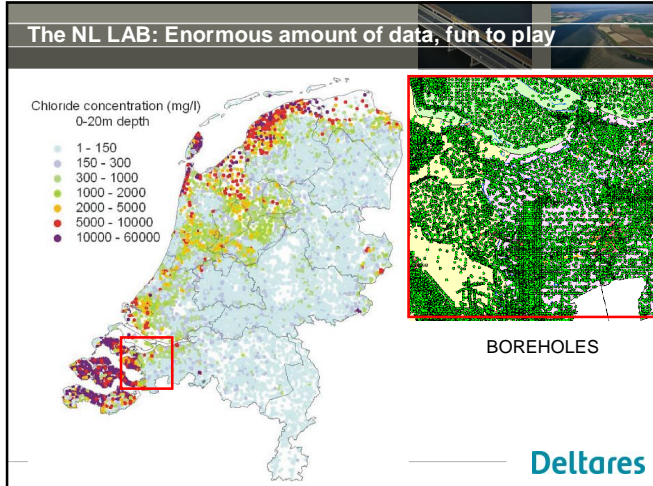 The NL LAB: Enormous amount of data, fun to play
Chloride concentration (mg/l)
0-20m depth
1 - 150
150 - 300
300 - 1000
1000 - 2000
2000 - 5000
5000 - 10000
10000 - 60000
BOREHOLES
Deltares